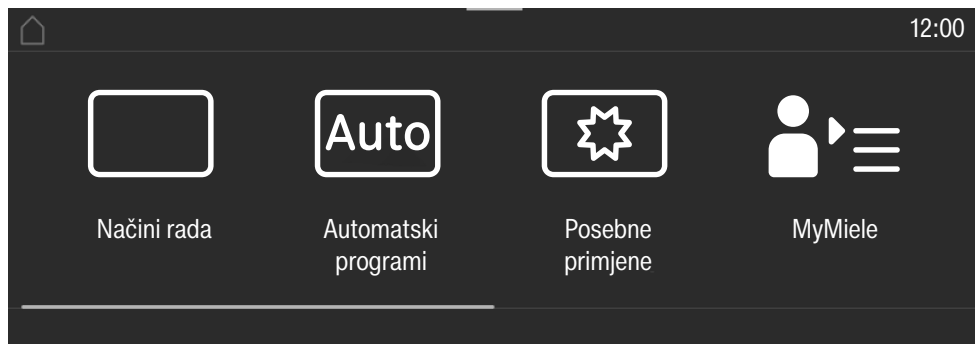 12:00
Auto
Načini rada
Automatski
programi
Posebne
primjene
MyMiele